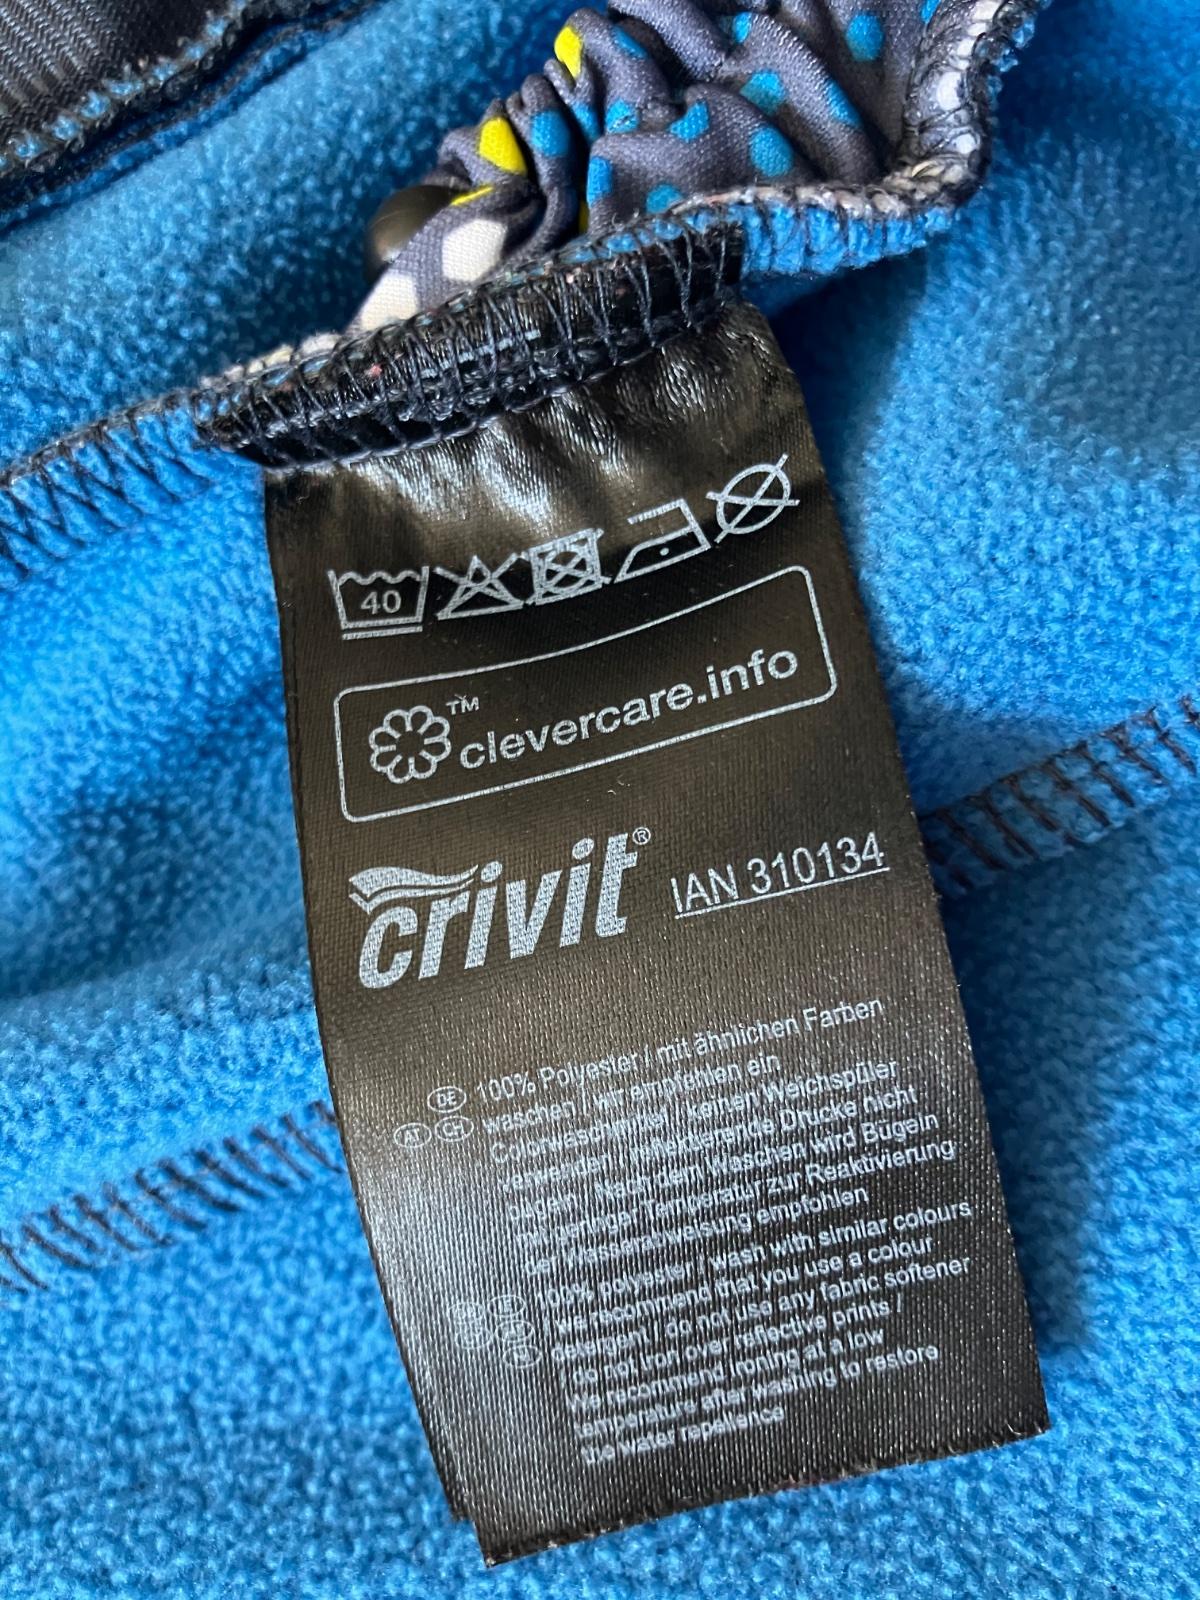 40
™ clevercare.info
crivit® IAN 310134
DE 100% Polyester / mit ähnlichen Farben
AT CH waschen / wir empfehlen ein
Colorwaschmittel / keinen Weichspüler
verwenden / reflektierende Drucke nicht
bügeln / Nach dem Waschen wird Bügeln
mit geringer Temperatur zur Reaktivierung
der Wasserabweisung empfohlen
100% polyester / wash with similar colours
/ we recommend that you use a colour
detergent / do not use any fabric softener
/ do not iron over reflective prints /
We recommend ironing at a low
temperature after washing to restore
the water repellence